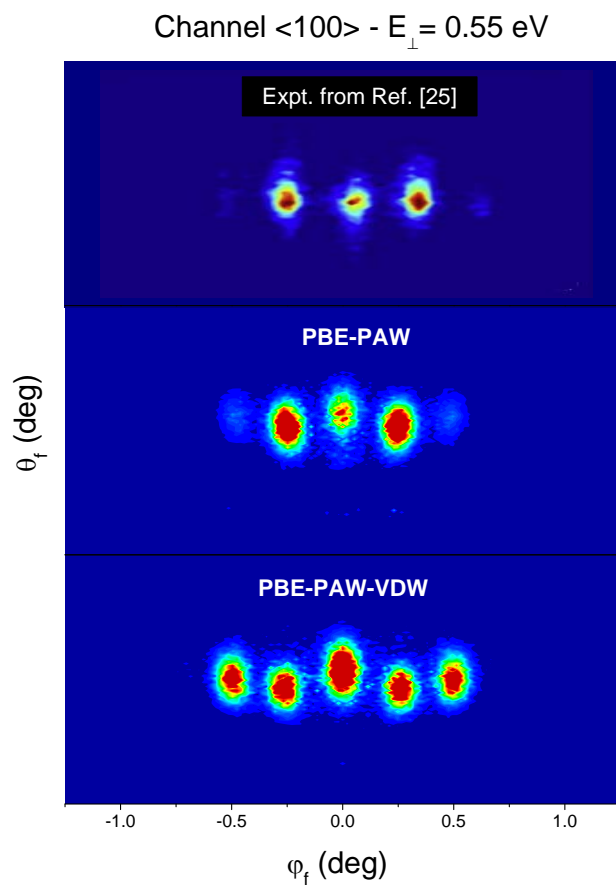 Channel <100> - E⊥= 0.55 eV
Expt. from Ref. [25]
PBE-PAW
θf (deg)
PBE-PAW-VDW
-1.0 -0.5 0.0 0.5 1.0
φf (deg)